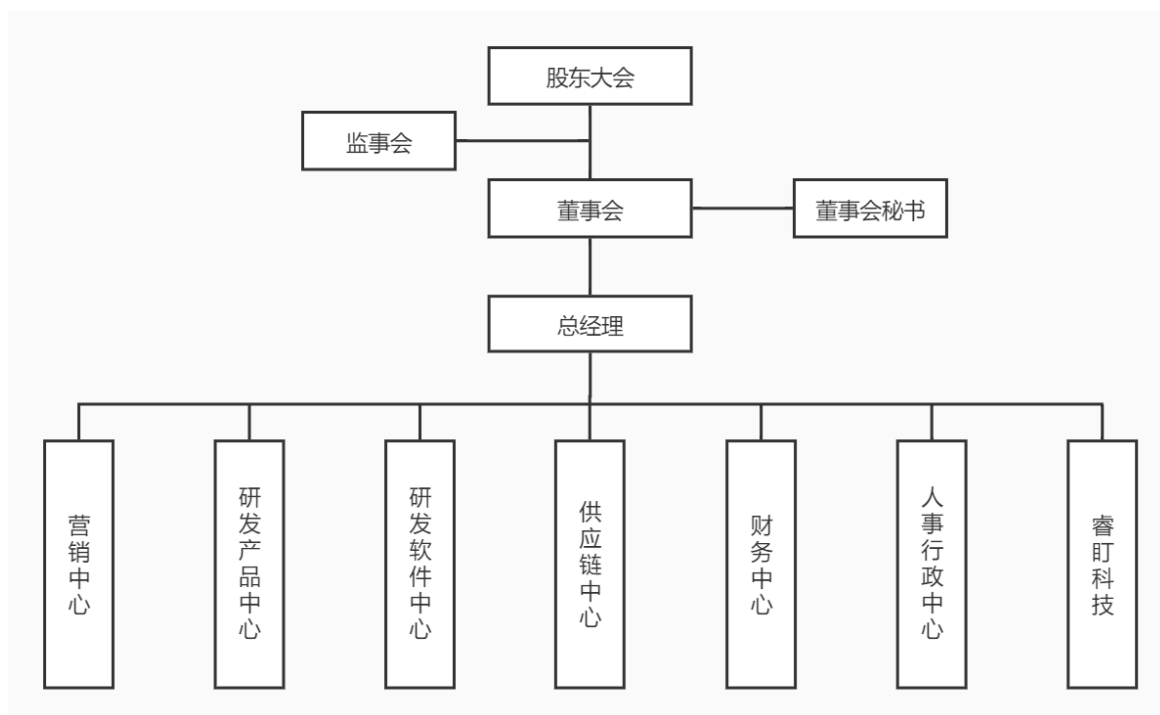 股东大会
监事会
董事会
董事会秘书
总经理
营销中心
研发产品中心
研发软件中心
供应链中心
财务中心
人事行政中心
睿盯科技